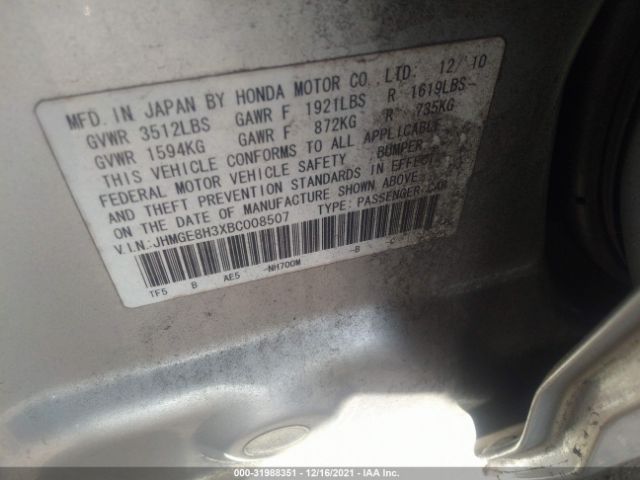 MFD. IN JAPAN BY HONDA MOTOR CO., LTD. 12/10
GVWR 3512LBS GAWR F 1921LBS R 1619LBS
GVWR 1594KG GAWR F 872KG R 735KG
THIS VEHICLE CONFORMS TO ALL APPLICABLE
FEDERAL MOTOR VEHICLE SAFETY BUMPER
AND THEFT PREVENTION STANDARDS IN EFFECT
ON THE DATE OF MANUFACTURE SHOWN ABOVE
V.I.N: JHMGE8H3XBC008507 TYPE: PASSENGER CAR
TF5 B AE5 -NH700M -B C
000-31988351 - 12/16/2021 - IAA Inc.